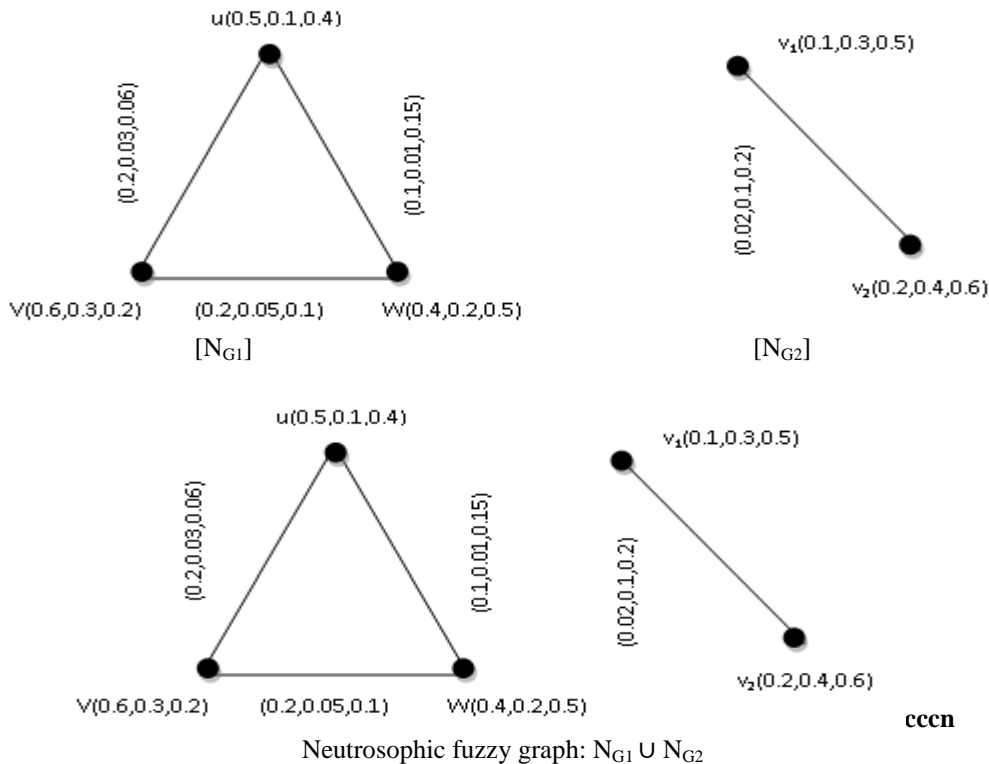 u(0.5,0.1,0.4)
v₁(0.1,0.3,0.5)
(0.2,0.03,0.06)
(0.1,0.01,0.15)
(0.02,0.1,0.2)
v₂(0.2,0.4,0.6)
V(0.6,0.3,0.2)
(0.2,0.05,0.1)
W(0.4,0.2,0.5)
[N_G1]
[N_G2]
u(0.5,0.1,0.4)
v₁(0.1,0.3,0.5)
(0.2,0.03,0.06)
(0.1,0.01,0.15)
(0.02,0.1,0.2)
v₂(0.2,0.4,0.6)
V(0.6,0.3,0.2)
(0.2,0.05,0.1)
W(0.4,0.2,0.5)
cccn
Neutrosophic fuzzy graph: N_G1 ∪ N_G2